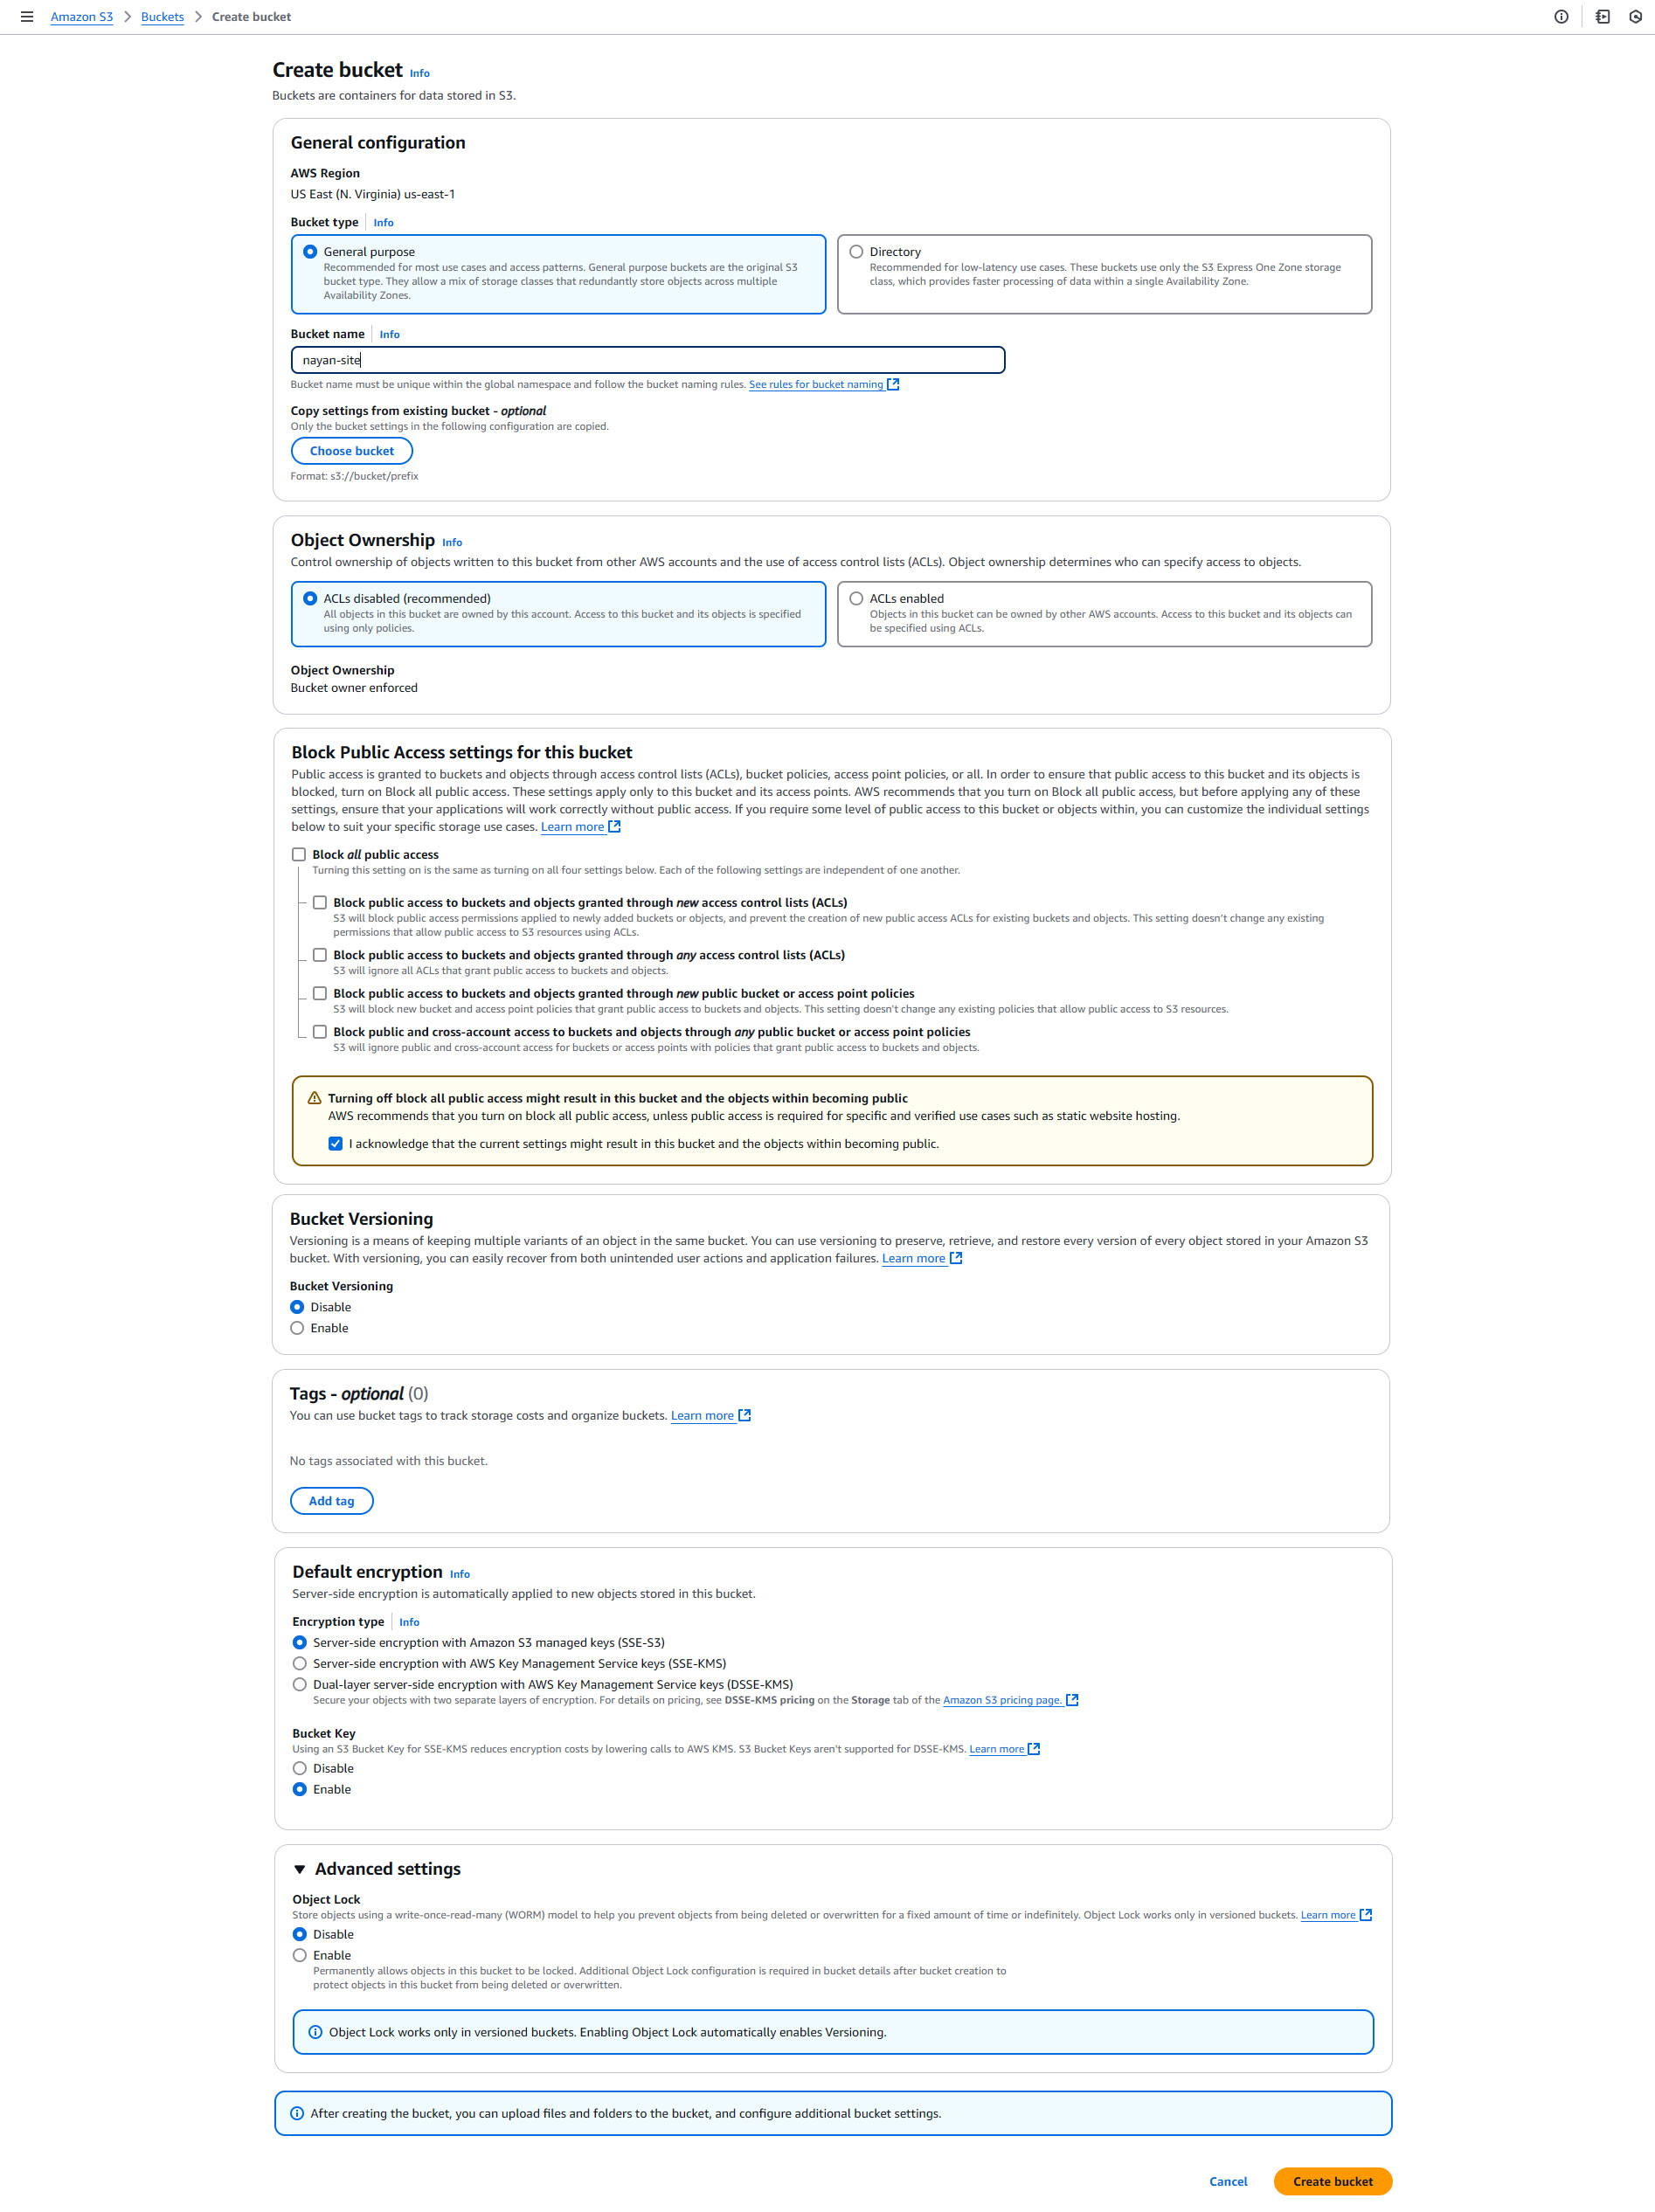 Amazon S3 > Buckets > Create bucket
Create bucket Info
Buckets are containers for data stored in S3.
General configuration
AWS Region
US East (N. Virginia) us-east-1
Bucket type Info
General purpose
Recommended for most use cases and access patterns. General purpose buckets are the original S3
bucket type. They allow a mix of storage classes that redundantly store objects across multiple
Availability Zones.
Directory
Recommended for low-latency use cases. These buckets use only the S3 Express One Zone storage
class, which provides faster processing of data within a single Availability Zone.
Bucket name Info
nayan-site
Bucket name must be unique within the global namespace and follow the bucket naming rules. See rules for bucket naming
Copy settings from existing bucket - optional
Only the bucket settings in the following configuration are copied.
Choose bucket
Format: s3://bucket/prefix
Object Ownership Info
Control ownership of objects written to this bucket from other AWS accounts and the use of access control lists (ACLs). Object ownership determines who can specify access to objects.
ACLs disabled (recommended)
All objects in this bucket are owned by this account. Access to this bucket and its objects is specified
using only policies.
ACLs enabled
Objects in this bucket can be owned by other AWS accounts. Access to this bucket and its objects can
be specified using ACLs.
Object Ownership
Bucket owner enforced
Block Public Access settings for this bucket
Public access is granted to buckets and objects through access control lists (ACLs), bucket policies, access point policies, or all. In order to ensure that public access to this bucket and its objects is
blocked, turn on Block all public access. These settings apply only to this bucket and its access points. AWS recommends that you turn on Block all public access, but before applying any of these
settings, ensure that your applications will work correctly without public access. If you require some level of public access to this bucket or objects within, you can customize the individual settings
below to suit your specific storage use cases. Learn more
Block all public access
Turning this setting on is the same as turning on all four settings below. Each of the following settings are independent of one another.
Block public access to buckets and objects granted through new access control lists (ACLs)
S3 will block public access permissions applied to newly added buckets or objects, and prevent the creation of new public access ACLs for existing buckets and objects. This setting doesn't change any existing
permissions that allow public access to S3 resources using ACLs.
Block public access to buckets and objects granted through any access control lists (ACLs)
S3 will ignore all ACLs that grant public access to buckets and objects.
Block public access to buckets and objects granted through new public bucket or access point policies
S3 will block new bucket and access point policies that grant public access to buckets and objects. This setting doesn't change any existing policies that allow public access to S3 resources.
Block public and cross-account access to buckets and objects through any public bucket or access point policies
S3 will ignore public and cross-account access for buckets or access points with policies that grant public access to buckets and objects.
Turning off block all public access might result in this bucket and the objects within becoming public
AWS recommends that you turn on block all public access, unless public access is required for specific and verified use cases such as static website hosting.
I acknowledge that the current settings might result in this bucket and the objects within becoming public.
Bucket Versioning
Versioning is a means of keeping multiple variants of an object in the same bucket. You can use versioning to preserve, retrieve, and restore every version of every object stored in your Amazon S3
bucket. With versioning, you can easily recover from both unintended user actions and application failures. Learn more
Bucket Versioning
Disable
Enable
Tags - optional (0)
You can use bucket tags to track storage costs and organize buckets. Learn more
No tags associated with this bucket.
Add tag
Default encryption Info
Server-side encryption is automatically applied to new objects stored in this bucket.
Encryption type Info
Server-side encryption with Amazon S3 managed keys (SSE-S3)
Server-side encryption with AWS Key Management Service keys (SSE-KMS)
Dual-layer server-side encryption with AWS Key Management Service keys (DSSE-KMS)
Secure your objects with two separate layers of encryption. For details on pricing, see DSSE-KMS pricing on the Storage tab of the Amazon S3 pricing page.
Bucket Key
Using an S3 Bucket Key for SSE-KMS reduces encryption costs by lowering calls to AWS KMS. S3 Bucket Keys aren't supported for DSSE-KMS. Learn more
Disable
Enable
Advanced settings
Object Lock
Store objects using a write-once-read-many (WORM) model to help you prevent objects from being deleted or overwritten for a fixed amount of time or indefinitely. Object Lock works only in versioned buckets. Learn more
Disable
Enable
Permanently allows objects in this bucket to be locked. Additional Object Lock configuration is required in bucket details after bucket creation to
protect objects in this bucket from being deleted or overwritten.
Object Lock works only in versioned buckets. Enabling Object Lock automatically enables Versioning.
After creating the bucket, you can upload files and folders to the bucket, and configure additional bucket settings.
Cancel Create bucket